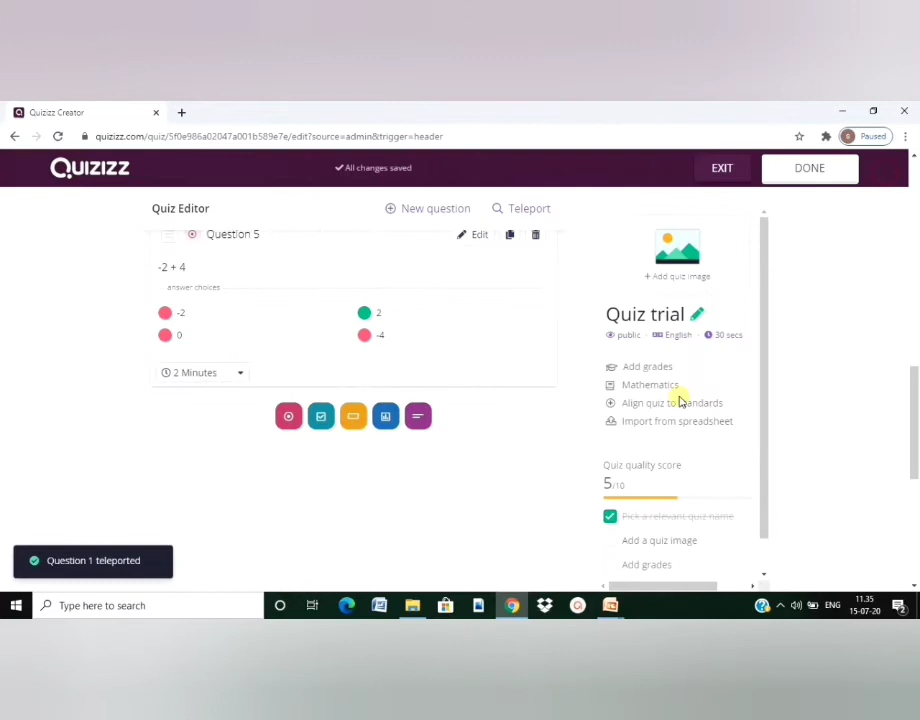 Quizizz Creator
quizizz.com/quiz/5f0e986a02047a001b589e7e/edit?source=admin&trigger=header
Paused
QUIZIZZ
All changes saved
EXIT
DONE
Quiz Editor
New question
Teleport
Question 5
Edit
-2 + 4
answer choices
-2
2
0
-4
2 Minutes
+ Add quiz image
Quiz trial
public
English
30 secs
Add grades
Mathematics
Align quiz to standards
Import from spreadsheet
Quiz quality score
5/10
Pick a relevant quiz name
Add a quiz image
Add grades
Question 1 teleported
Type here to search
ENG
11.35
15-07-20
2